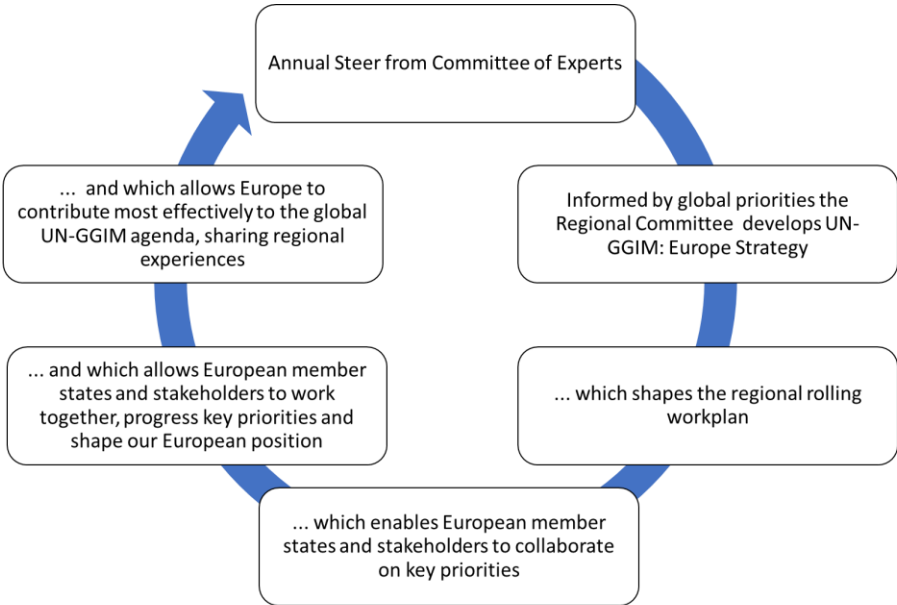 Annual Steer from Committee of Experts
Informed by global priorities the
Regional Committee develops UN-
GGIM: Europe Strategy
... which shapes the regional rolling
workplan
... which enables European member
states and stakeholders to collaborate
on key priorities
... and which allows European member
states and stakeholders to work
together, progress key priorities and
shape our European position
... and which allows Europe to
contribute most effectively to the global
UN-GGIM agenda, sharing regional
experiences